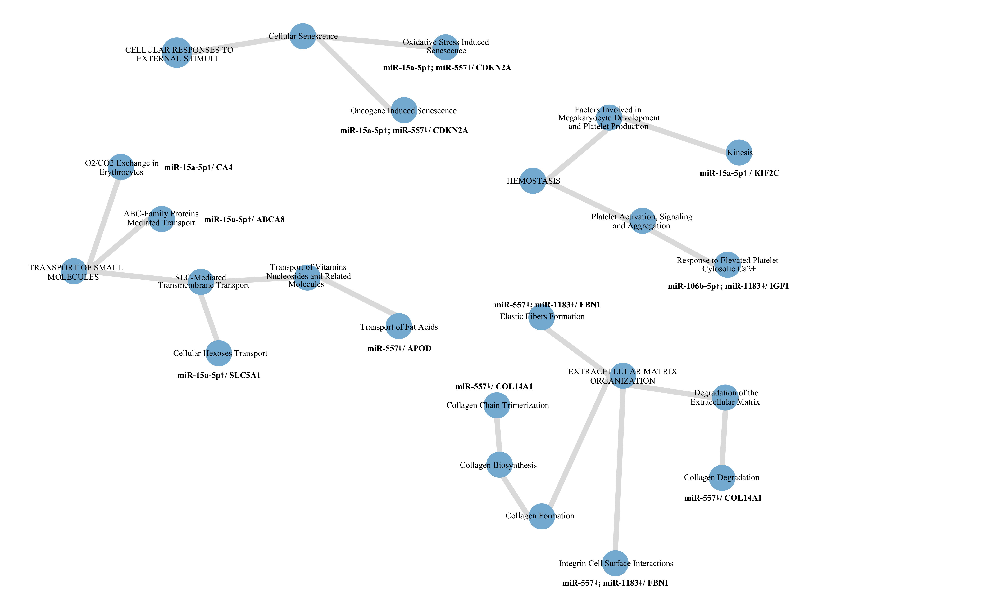 Cellular Senescence
CELLULAR RESPONSES TO
EXTERNAL STIMULI
Oxidative Stress Induced
Senescence
miR-15a-5p⬆; miR-557⬇/ CDKN2A
Oncogene Induced Senescence
miR-15a-5p⬆; miR-557⬇/ CDKN2A
O2/CO2 Exchange in
Erythrocytes
miR-15a-5p⬆/ CA4
ABC-Family Proteins
Mediated Transport
miR-15a-5p⬆/ ABCA8
TRANSPORT OF SMALL
MOLECULES
SLC-Mediated
Transmembrane Transport
Transport of Vitamins
Nucleosides and Related
Molecules
Transport of Fat Acids
miR-557⬇/ APOD
Cellular Hexoses Transport
miR-15a-5p⬆/ SLC5A1
Factors Involved in
Megakaryocyte Development
and Platelet Production
Kinesis
miR-15a-5p⬆ / KIF2C
HEMOSTASIS
Platelet Activation, Signaling
and Aggregation
Response to Elevated Platelet
Cytosolic Ca2+
miR-106b-5p⬆; miR-1183⬇/ IGF1
miR-557⬇; miR-1183⬇/ FBN1
Elastic Fibers Formation
EXTRACELLULAR MATRIX
ORGANIZATION
miR-557⬇/ COL14A1
Collagen Chain Trimerization
Degradation of the
Extracellular Matrix
Collagen Biosynthesis
Collagen Degradation
miR-557⬇/ COL14A1
Collagen Formation
Integrin Cell Surface Interactions
miR-557⬇; miR-1183⬇/ FBN1